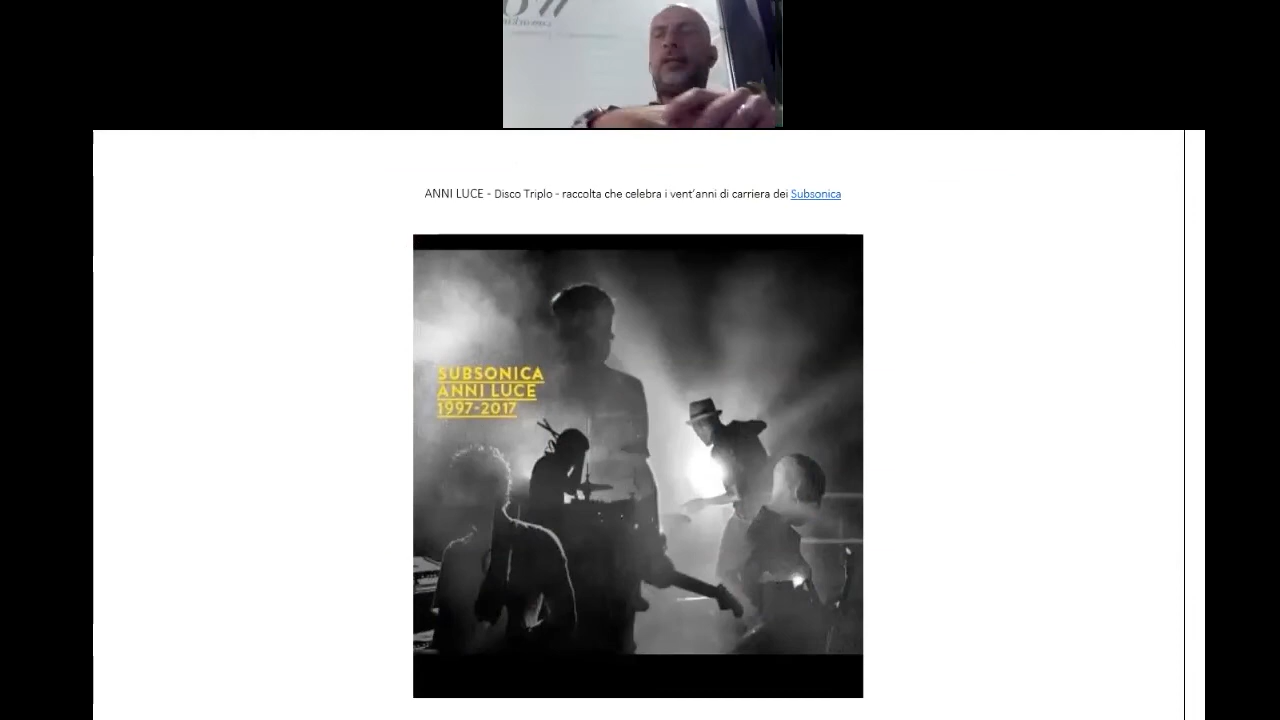 ANNI LUCE - Disco Triplo - raccolta che celebra i vent'anni di carriera dei Subsonica
SUBSONICA
ANNI LUCE
1997-2017